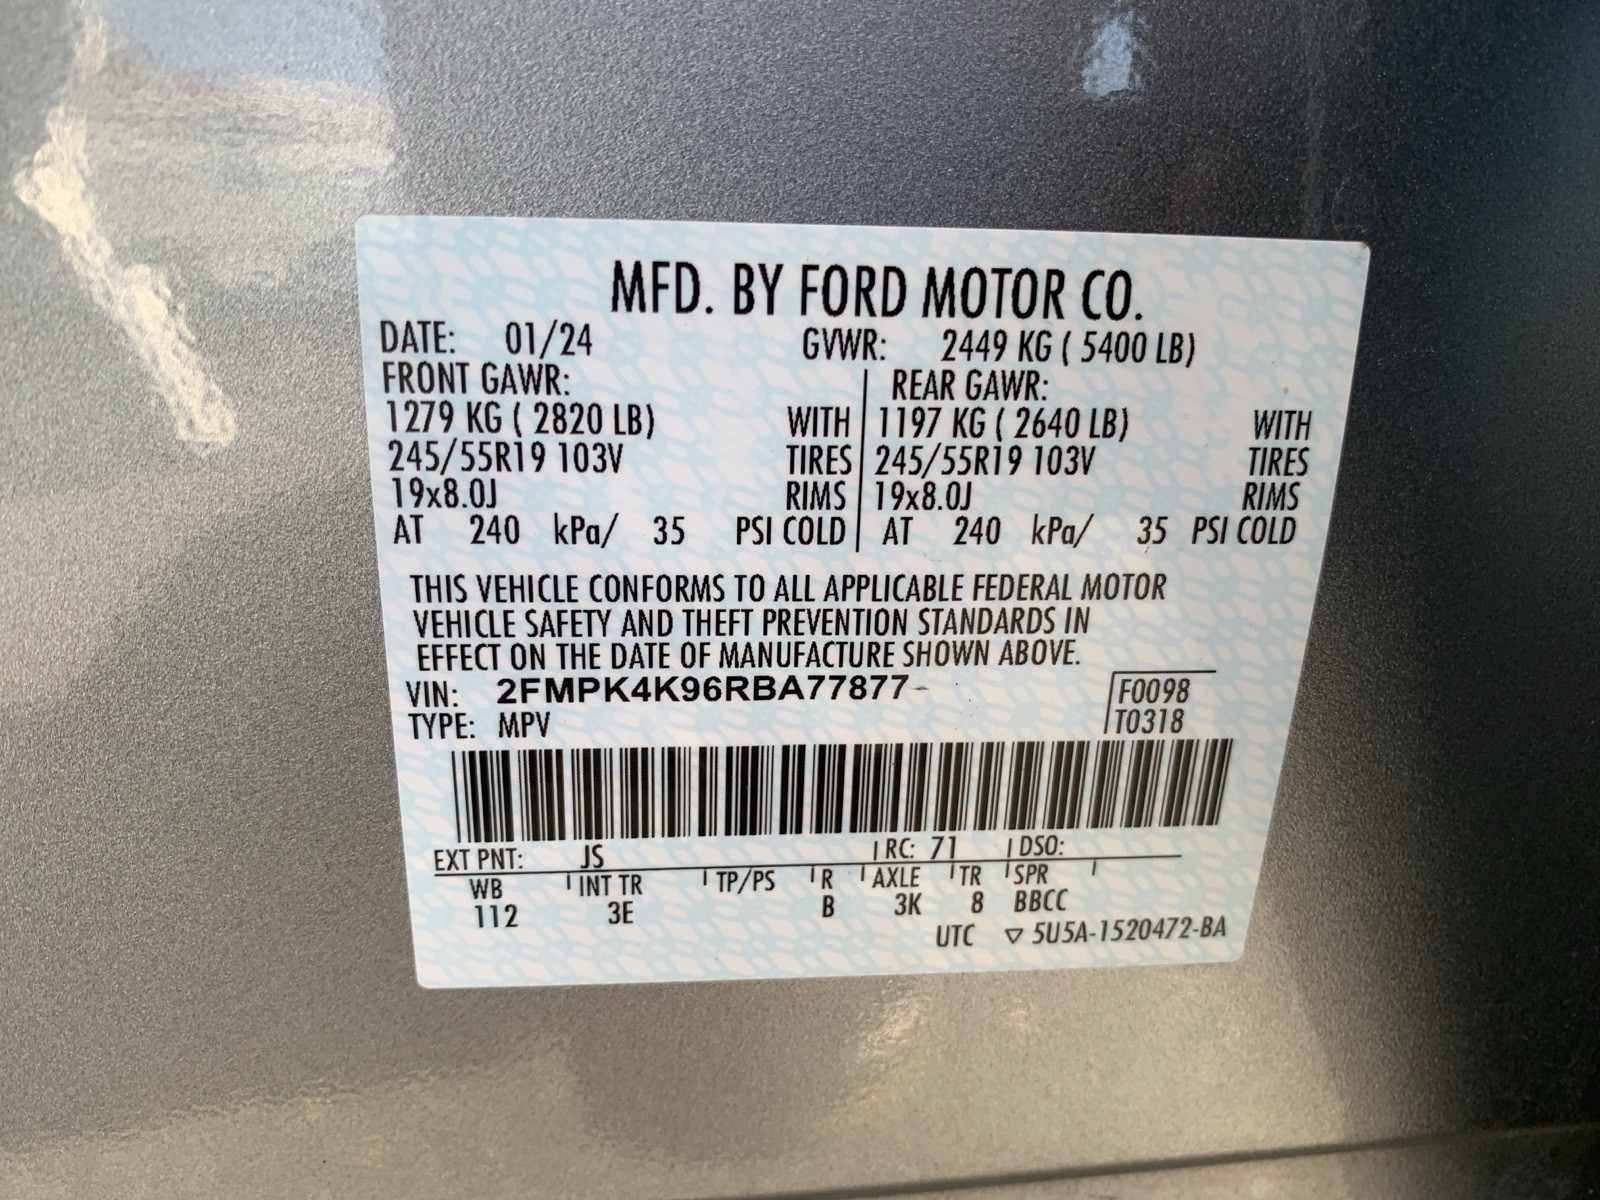 MFD. BY FORD MOTOR CO.
DATE: 01/24 GVWR: 2449 KG ( 5400 LB)
FRONT GAWR: REAR GAWR:
1279 KG ( 2820 LB) WITH 1197 KG ( 2640 LB) WITH
245/55R19 103V TIRES 245/55R19 103V TIRES
19x8.0J RIMS 19x8.0J RIMS
AT 240 kPa/ 35 PSI COLD AT 240 kPa/ 35 PSI COLD
THIS VEHICLE CONFORMS TO ALL APPLICABLE FEDERAL MOTOR
VEHICLE SAFETY AND THEFT PREVENTION STANDARDS IN
EFFECT ON THE DATE OF MANUFACTURE SHOWN ABOVE.
VIN: 2FMPK4K96RBA77877 F0098
TYPE: MPV T0318
EXT PNT: JS RC: 71 DSO:
WB INT TR TP/PS R AXLE TR SPR
112 3E B 3K 8 BBCC
UTC ▽ 5U5A-1520472-BA